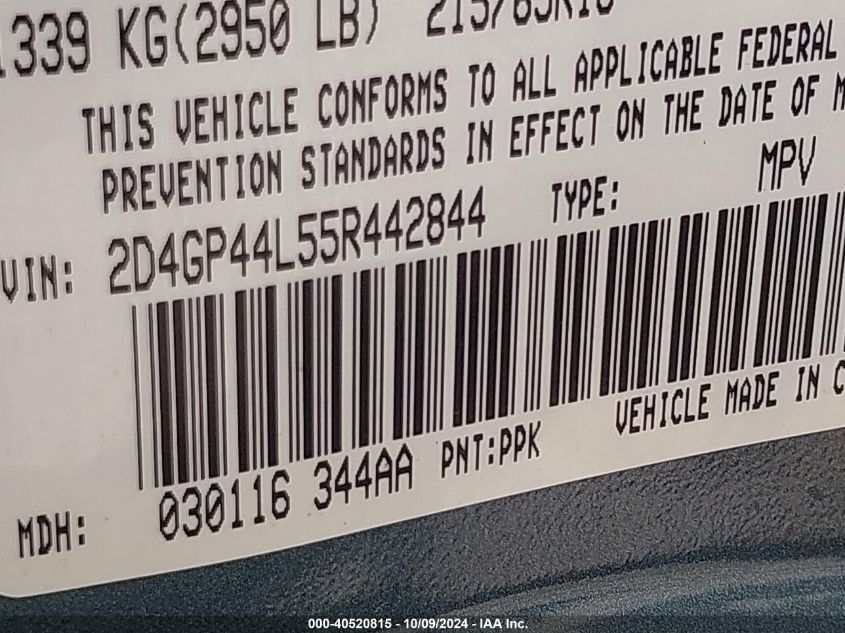 1339 KG(2950 LB) 215/65R16
THIS VEHICLE CONFORMS TO ALL APPLICABLE FEDERAL
PREVENTION STANDARDS IN EFFECT ON THE DATE OF M
VIN: 2D4GP44L55R442844 TYPE: MPV
VEHICLE MADE IN C
MDH: 030116 344AA PNT:PPK
000-40520815 - 10/09/2024 - IAA Inc.